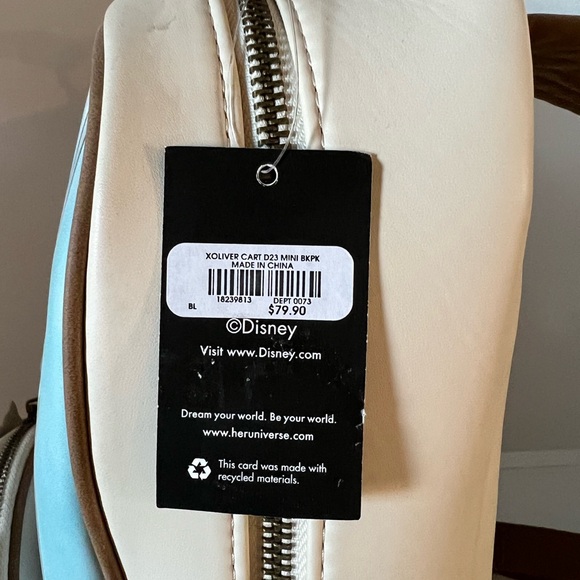 XOLIVER CART D23 MINI BKPK
MADE IN CHINA
18239813 DEPT 0073
BL $79.90
©Disney
Visit www.Disney.com
Dream your world. Be your world.
www.heruniverse.com
This card was made with
recycled materials.